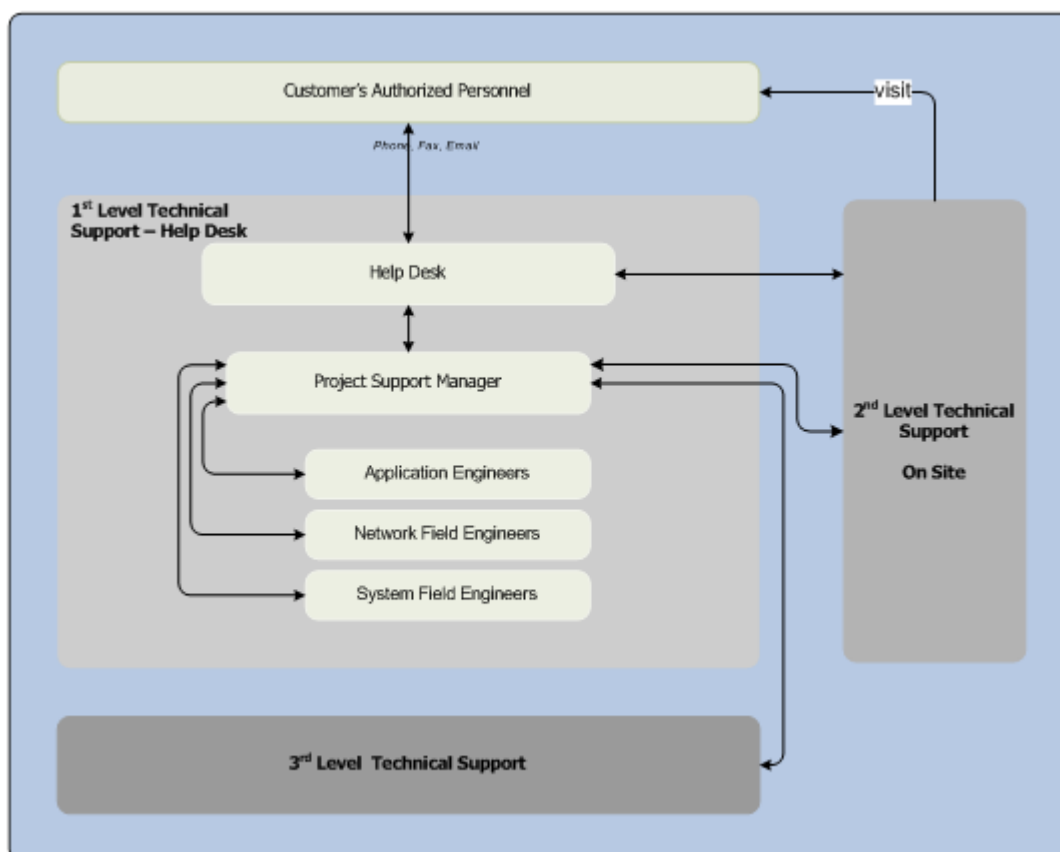 Customer's Authorized Personnel
visit
Phone, Fax, Email
1st Level Technical
Support – Help Desk
Help Desk
Project Support Manager
2nd Level Technical
Support
On Site
Application Engineers
Network Field Engineers
System Field Engineers
3rd Level Technical Support